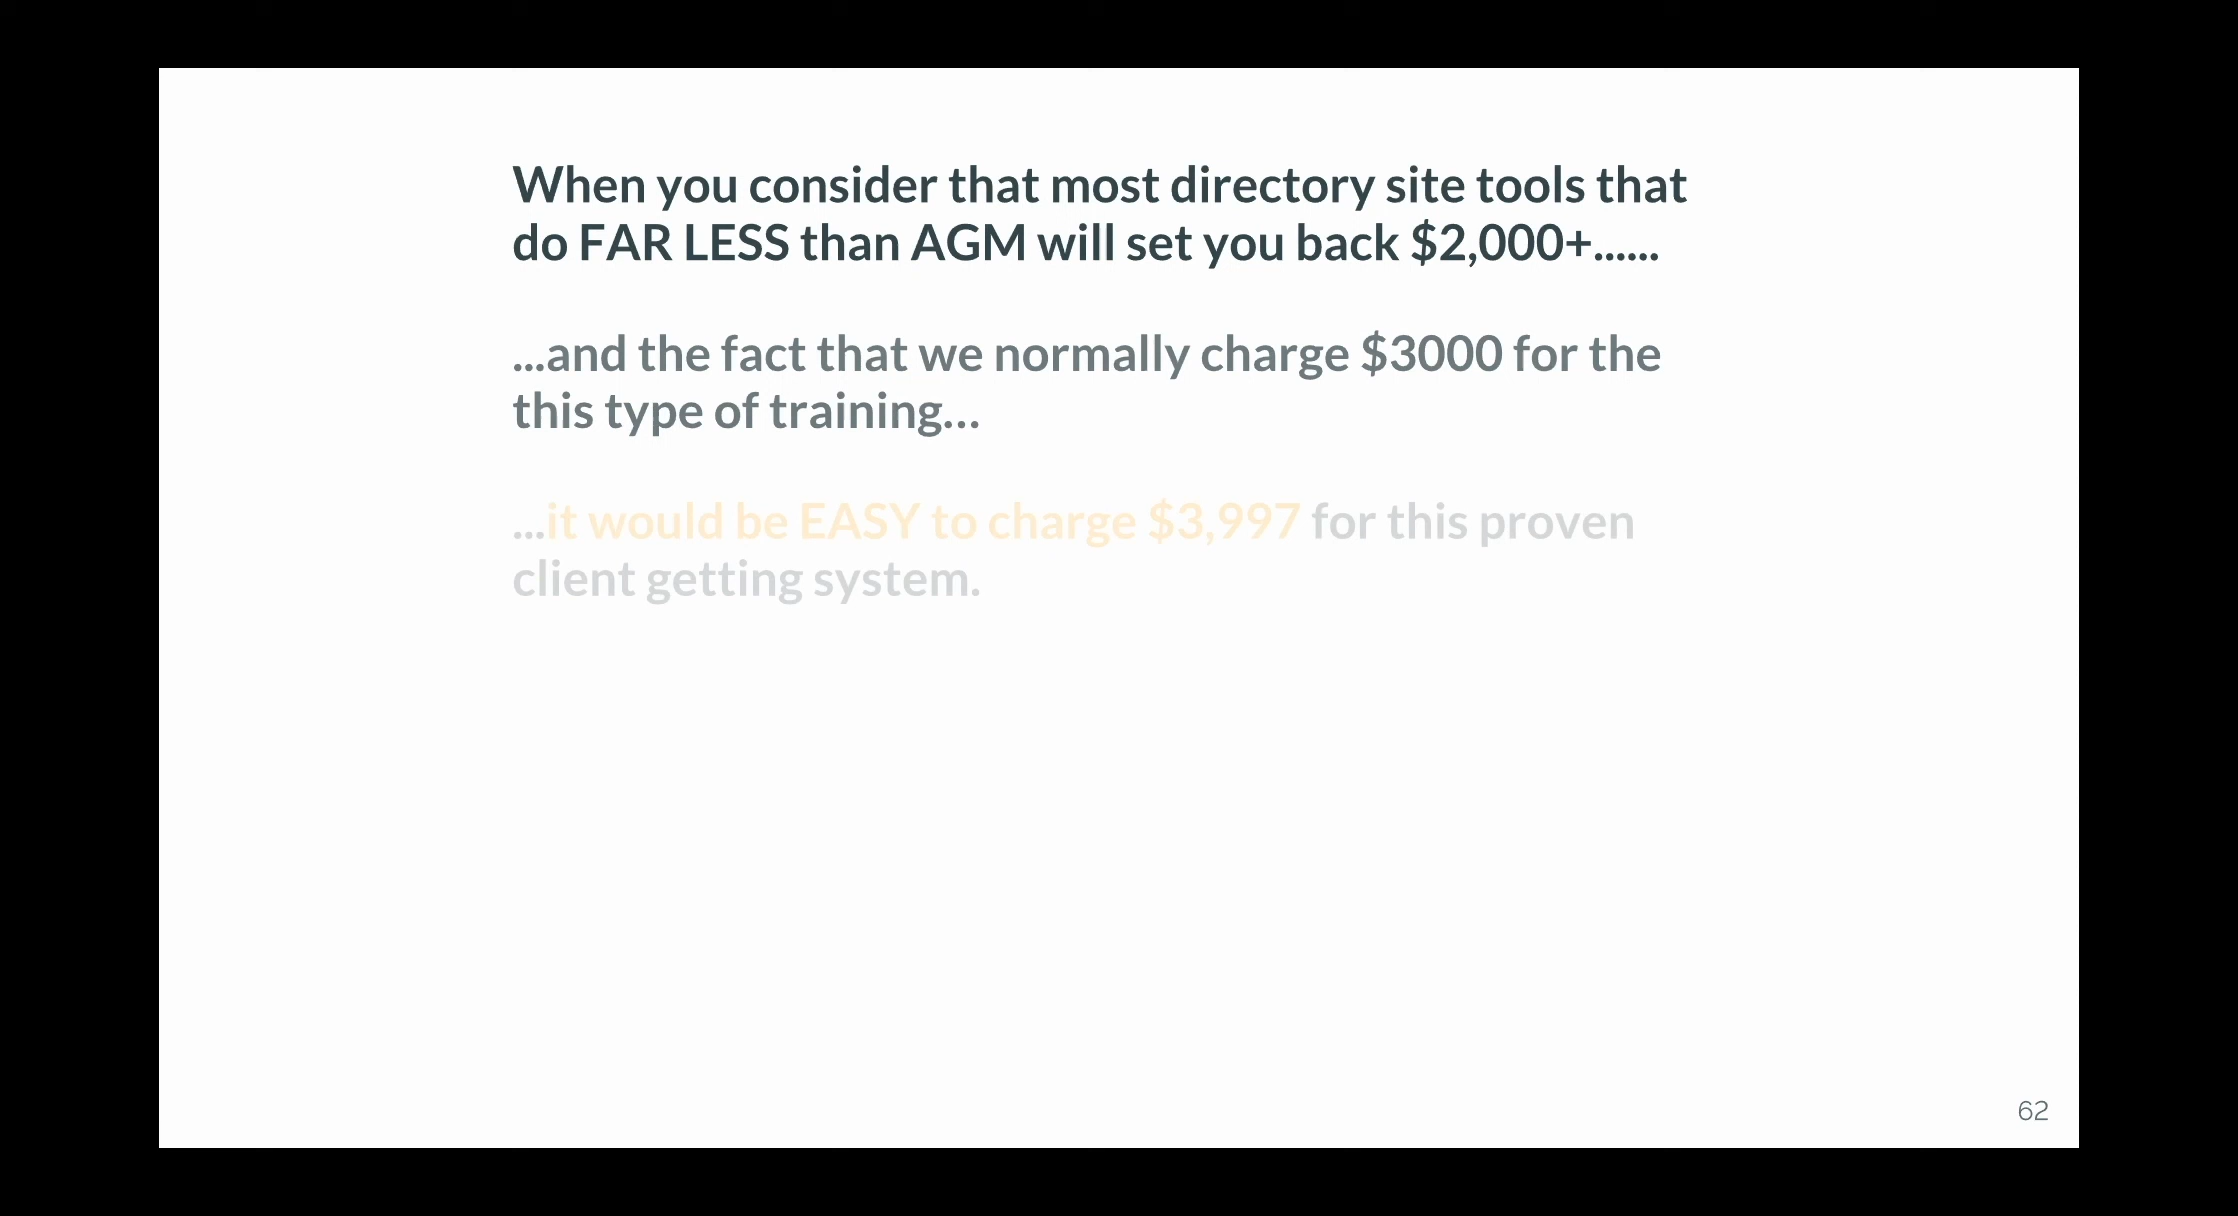 When you consider that most directory site tools that
do FAR LESS than AGM will set you back $2,000+......
...and the fact that we normally charge $3000 for the
this type of training...
...it would be EASY to charge $3,997 for this proven
client getting system.
62